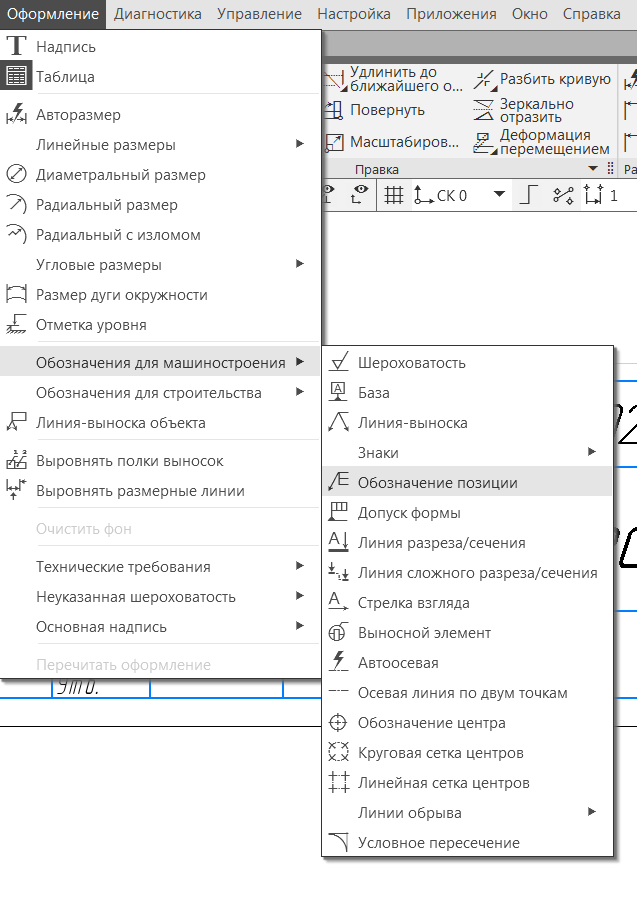 Оформление Диагностика Управление Настройка Приложения Окно Справка
Надпись
Таблица
Авторазмер
Линейные размеры
Диаметральный размер
Радиальный размер
Радиальный с изломом
Угловые размеры
Размер дуги окружности
Отметка уровня
Обозначения для машиностроения
Обозначения для строительства
Линия-выноска объекта
Выровнять полки выносок
Выровнять размерные линии
Очистить фон
Технические требования
Неуказанная шероховатость
Основная надпись
Перечитать оформление
Удлинить до
ближайшего о...
Разбить кривую
Повернуть
Зеркально
отразить
Масштабиров...
Деформация
перемещением
Правка
Ра
СК 0
1
Шероховатость
База
Линия-выноска
Знаки
Обозначение позиции
Допуск формы
Линия разреза/сечения
Линия сложного разреза/сечения
Стрелка взгляда
Выносной элемент
Автоосевая
Осевая линия по двум точкам
Обозначение центра
Круговая сетка центров
Линейная сетка центров
Линии обрыва
Условное пересечение
Утв.